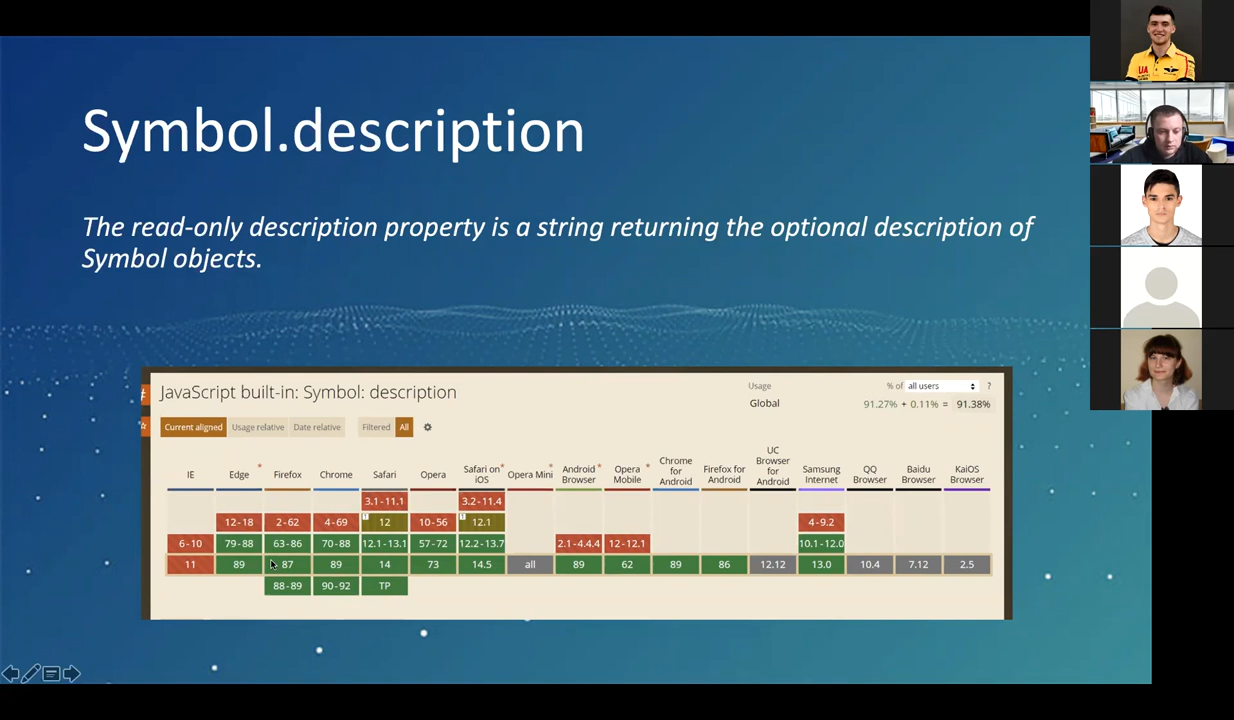 Symbol.description
The read-only description property is a string returning the optional description of
Symbol objects.
JavaScript built-in: Symbol: description
Usage
% of all users ?
Global
91.27% + 0.11% = 91.38%
Current aligned Usage relative Date relative Filtered All
IE Edge * Firefox Chrome Safari Opera Safari on iOS * Opera Mini Android Browser * Opera Mobile * Chrome for Android Firefox for Android UC Browser for Android Samsung Internet QQ Browser Baidu Browser KaiOS Browser
3.1-11.1 3.2-11.4
12-18 2-62 4-69 1 12 10-56 1 12.1 4-9.2
6-10 79-88 63-86 70-88 12.1-13.1 57-72 12.2-13.7 2.1-4.4.4 12-12.1 10.1-12.0
11 89 87 89 14 73 14.5 all 89 62 89 86 12.12 13.0 10.4 7.12 2.5
88-89 90-92 TP
UA